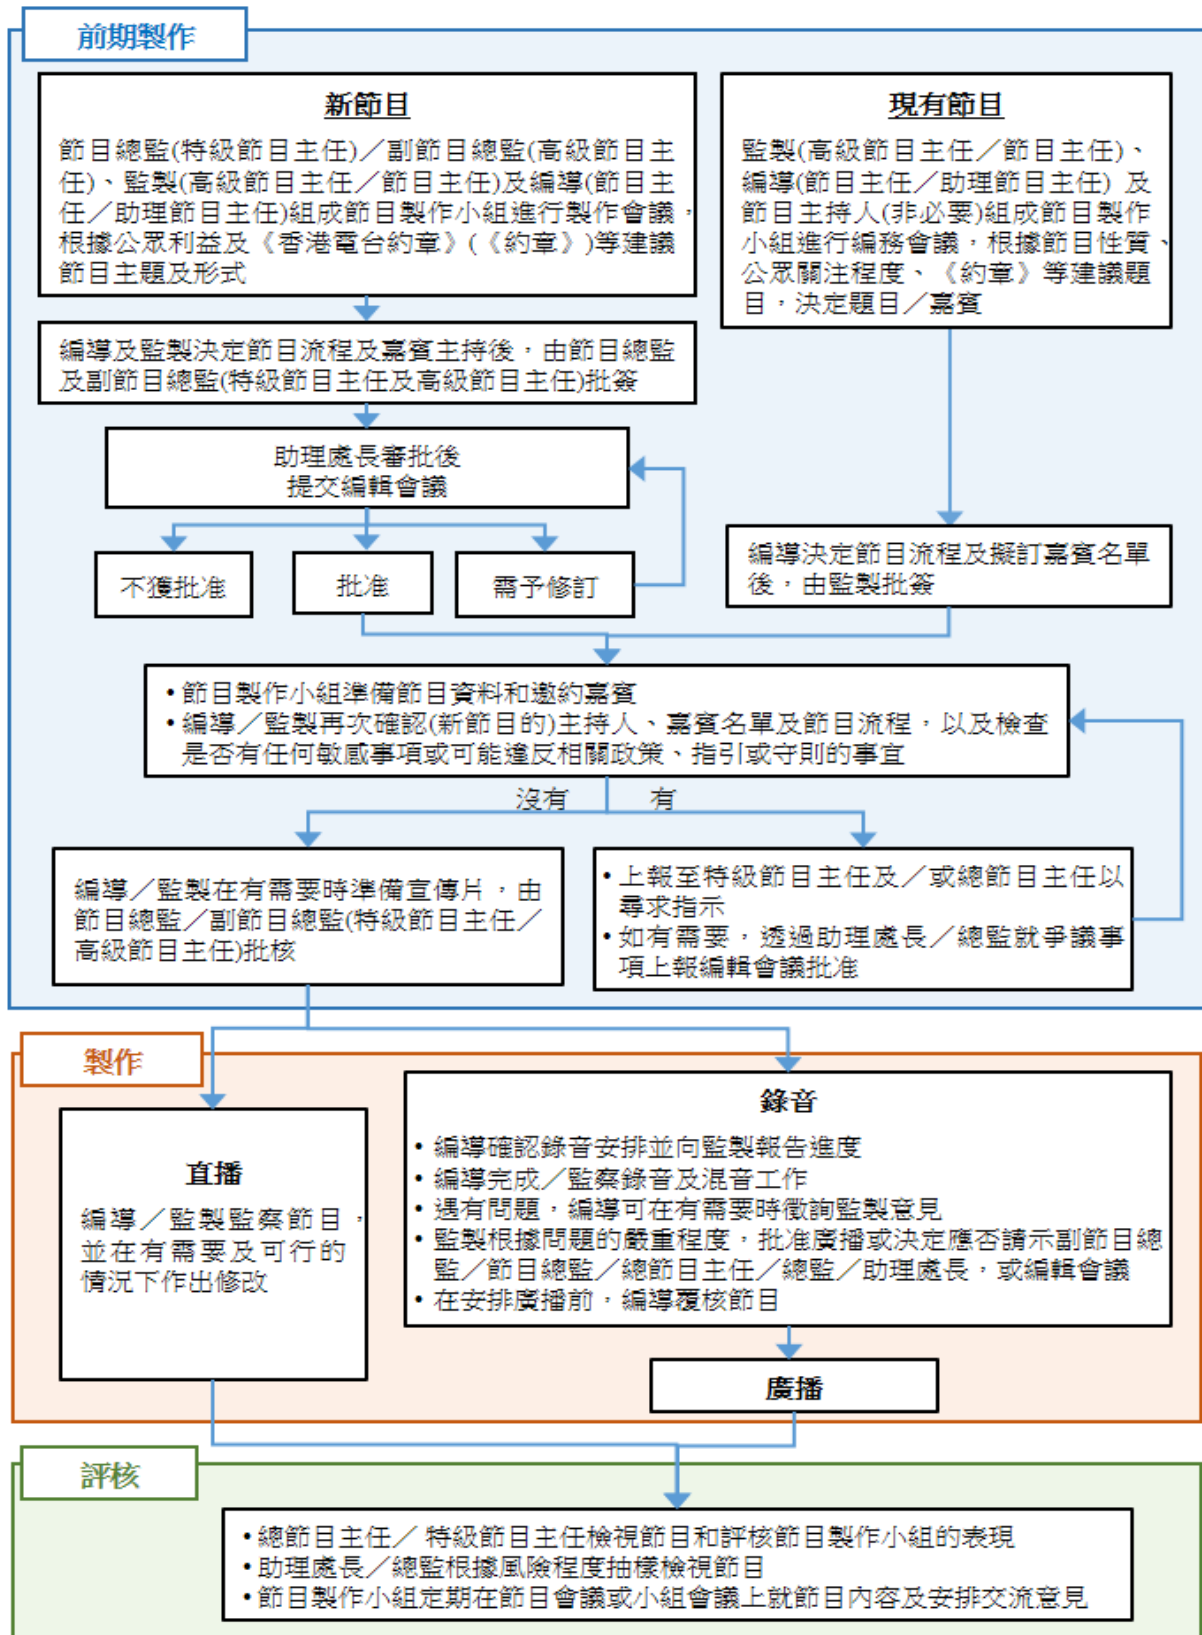 前期製作
新節目
節目總監(特級節目主任)／副節目總監(高級節目主
任)、監製(高級節目主任／節目主任)及編導(節目主
任／助理節目主任)組成節目製作小組進行製作會議，
根據公眾利益及《香港電台約章》(《約章》)等建議
節目主題及形式
現有節目
監製(高級節目主任／節目主任)、
編導(節目主任／助理節目主任) 及
節目主持人(非必要)組成節目製作
小組進行編務會議，根據節目性質、
公眾關注程度、《約章》等建議題
目，決定題目／嘉賓
編導及監製決定節目流程及嘉賓主持後，由節目總監
及副節目總監(特級節目主任及高級節目主任)批簽
助理處長審批後
提交編輯會議
不獲批准
批准
需予修訂
編導決定節目流程及擬訂嘉賓名單
後，由監製批簽
• 節目製作小組準備節目資料和邀約嘉賓
• 編導／監製再次確認(新節目的)主持人、嘉賓名單及節目流程，以及檢查
是否有任何敏感事項或可能違反相關政策、指引或守則的事宜
沒有
有
編導／監製在有需要時準備宣傳片，由
節目總監／副節目總監(特級節目主任／
高級節目主任)批核
• 上報至特級節目主任及／或總節目主任以
尋求指示
• 如有需要，透過助理處長／總監就爭議事
項上報編輯會議批准
製作
直播
編導／監製監察節目，
並在有需要及可行的
情況下作出修改
錄音
• 編導確認錄音安排並向監製報告進度
• 編導完成／監察錄音及混音工作
• 遇有問題，編導可在有需要時徵詢監製意見
• 監製根據問題的嚴重程度，批准廣播或決定應否請示副節目總
監／節目總監／總節目主任／總監／助理處長，或編輯會議
• 在安排廣播前，編導覆核節目
廣播
評核
• 總節目主任／ 特級節目主任檢視節目和評核節目製作小組的表現
• 助理處長／總監根據風險程度抽樣檢視節目
• 節目製作小組定期在節目會議或小組會議上就節目內容及安排交流意見